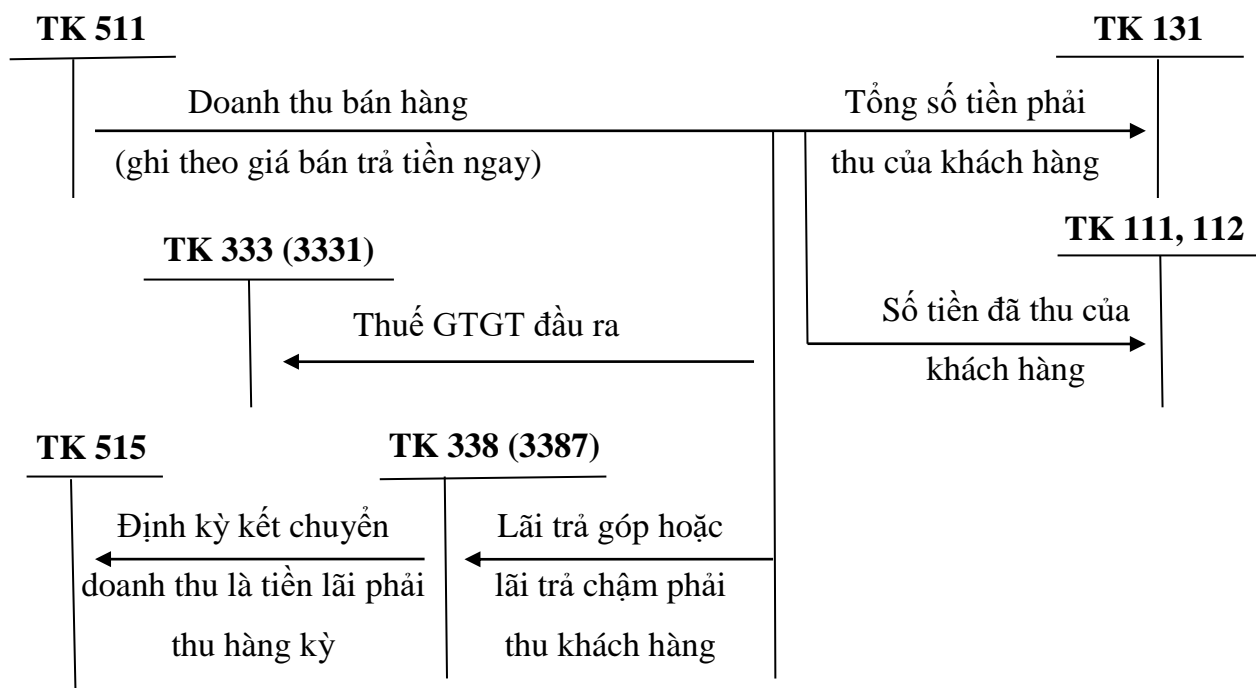 TK 511
TK 131
Doanh thu bán hàng
Tổng số tiền phải
(ghi theo giá bán trả tiền ngay)
thu của khách hàng
TK 111, 112
TK 333 (3331)
Số tiền đã thu của
Thuế GTGT đầu ra
khách hàng
TK 515
TK 338 (3387)
Định kỳ kết chuyển
Lãi trả góp hoặc
doanh thu là tiền lãi phải
lãi trả chậm phải
thu hàng kỳ
thu khách hàng